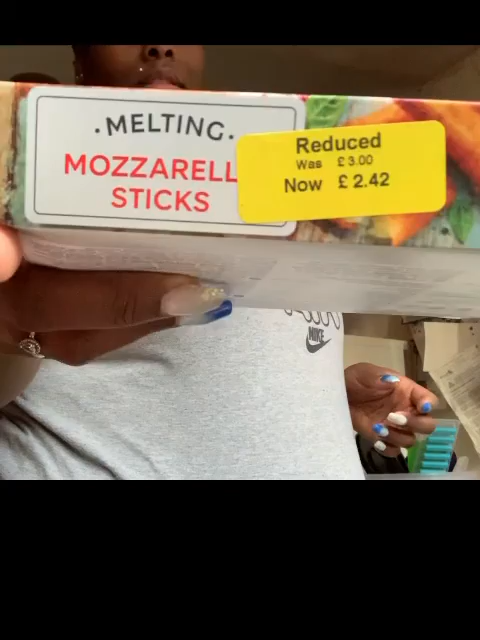 .MELTING.
MOZZARELL
STICKS
Reduced
Was £3.00
Now £2.42
NIKE